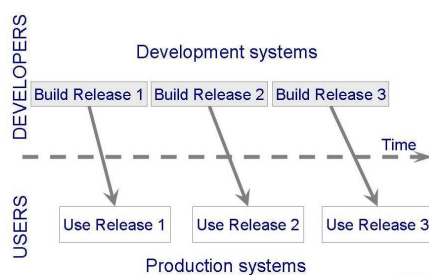 DEVELOPERS
Development systems
Build Release 1
Build Release 2
Build Release 3
Time
USERS
Use Release 1
Use Release 2
Use Release 3
Production systems